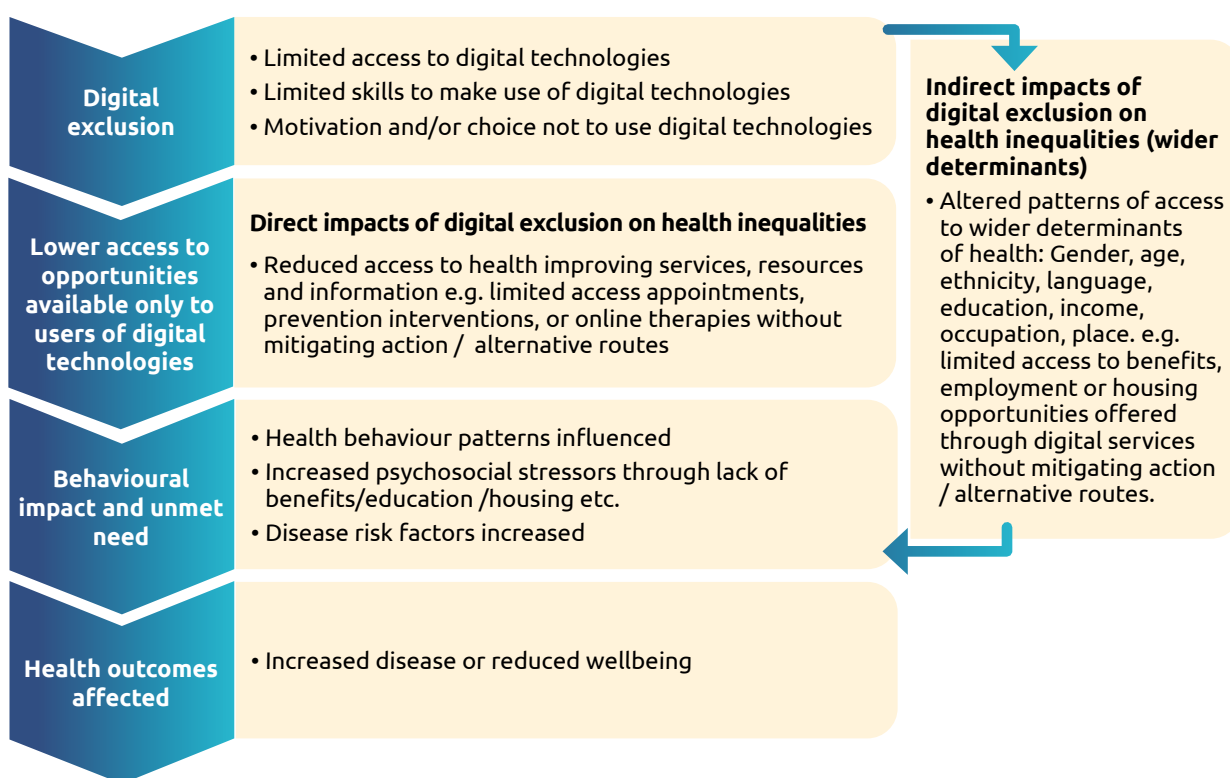 Digital
exclusion
• Limited access to digital technologies
• Limited skills to make use of digital technologies
• Motivation and/or choice not to use digital technologies
Lower access to
opportunities
available only to
users of digital
technologies
Direct impacts of digital exclusion on health inequalities
• Reduced access to health improving services, resources
and information e.g. limited access appointments,
prevention interventions, or online therapies without
mitigating action /  alternative routes
Behavioural
impact and unmet
need
• Health behaviour patterns influenced
• Increased psychosocial stressors through lack of
benefits/education /housing etc.
• Disease risk factors increased
Health outcomes
affected
• Increased disease or reduced wellbeing
Indirect impacts of
digital exclusion on
health inequalities (wider
determinants)
• Altered patterns of access
to wider determinants
of health: Gender, age,
ethnicity, language,
education, income,
occupation, place. e.g.
limited access to benefits,
employment or housing
opportunities offered
through digital services
without mitigating action
/ alternative routes.